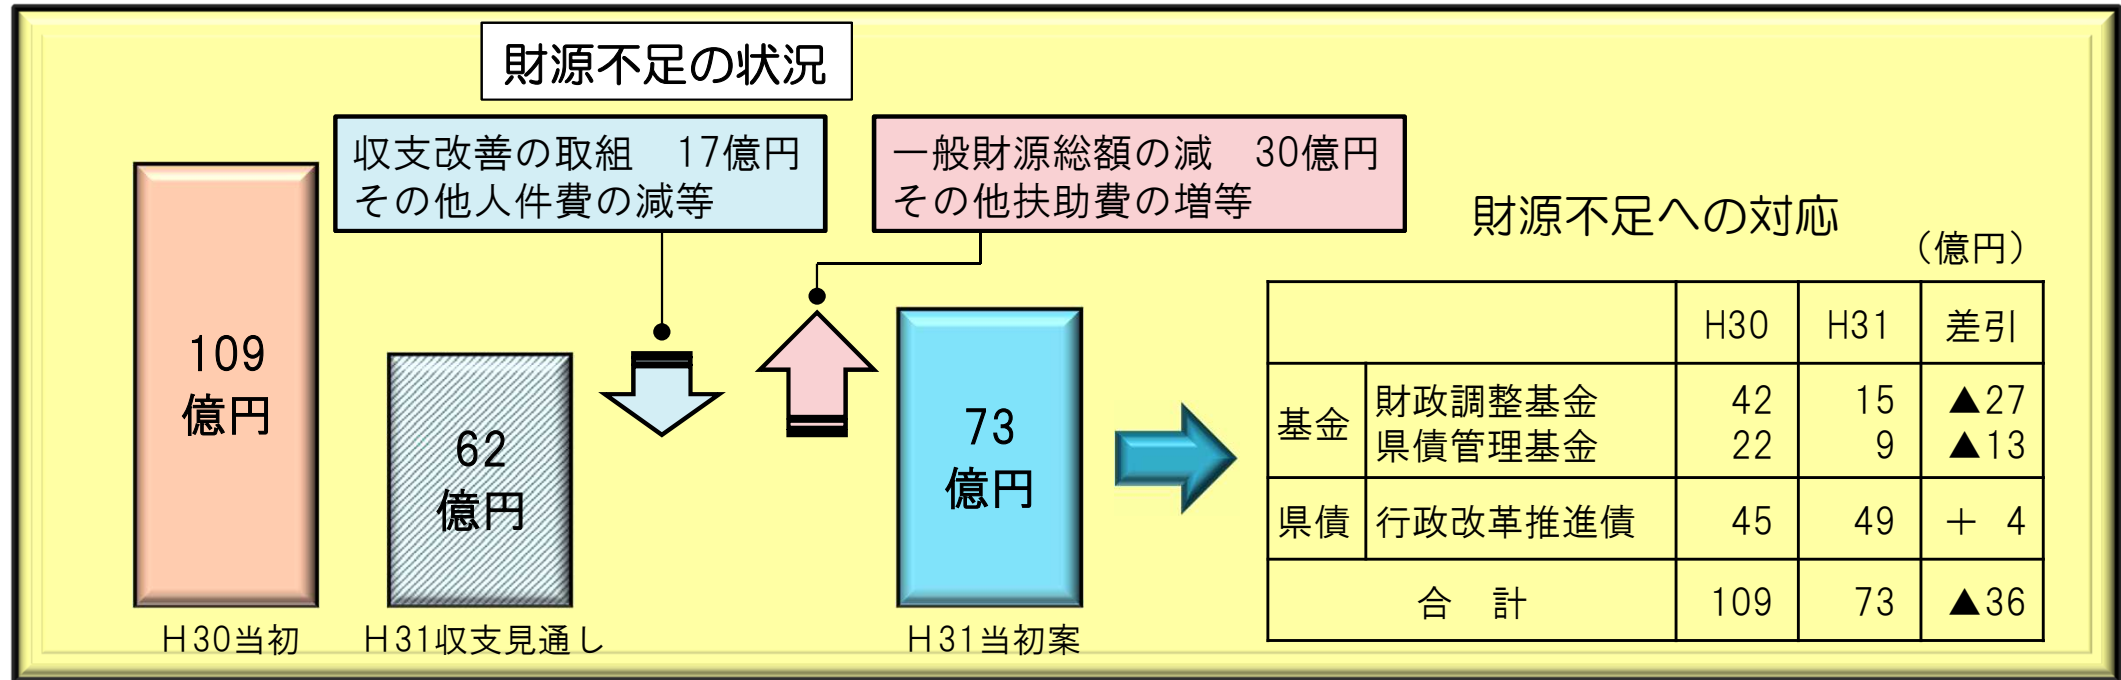 財源不足の状況
収支改善の取組　17億円
その他人件費の減等
一般財源総額の減　30億円
その他扶助費の増等
109
億円
62
億円
73
億円
H30当初
H31収支見通し
H31当初案
財源不足への対応
（億円）
H30 H31 差引
基金 財政調整基金 42 15 ▲27
県債管理基金 22 9 ▲13
県債 行政改革推進債 45 49 ＋ 4
合　計 109 73 ▲36